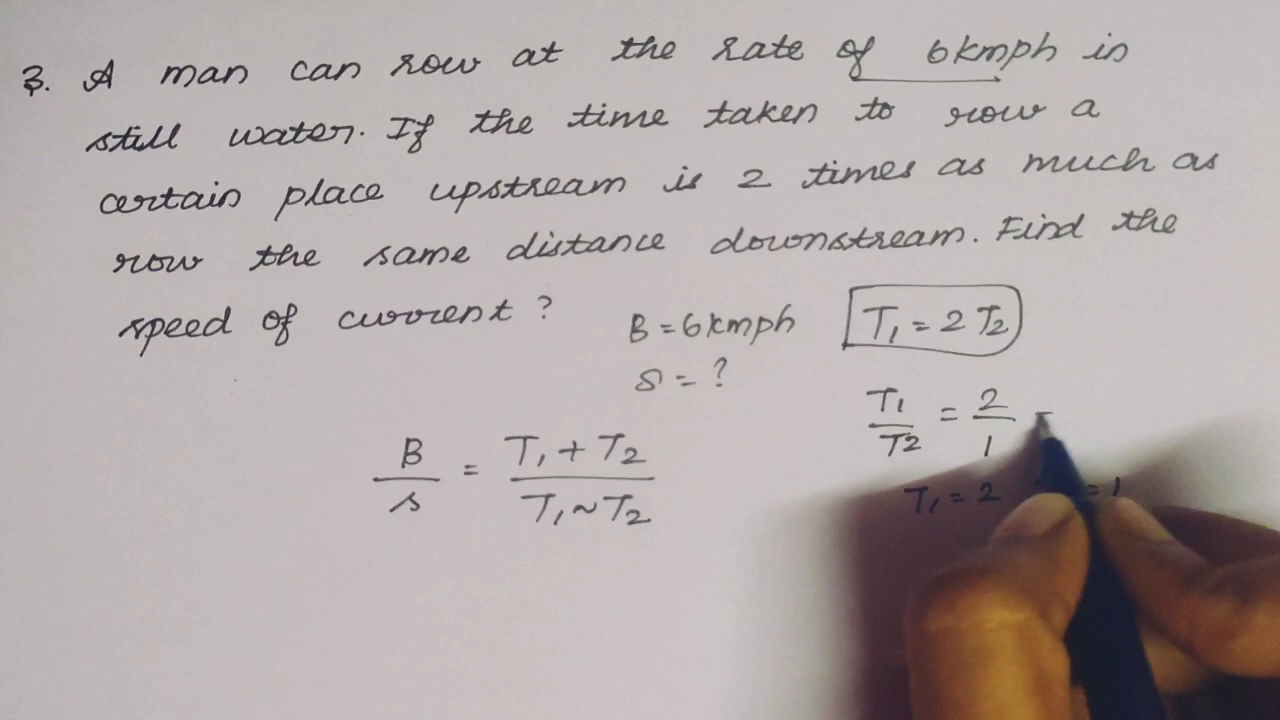 3. A man can row at the rate of 6kmph in
still water. If the time taken to row a
certain place upstream is 2 times as much as
row the same distance downstream. Find the
speed of current ?
B = 6kmph
S = ?
T1 = 2 T2
T1/T2 = 2/1
T1 = 2 = 1
B/s = T1 + T2 / T1 ~ T2